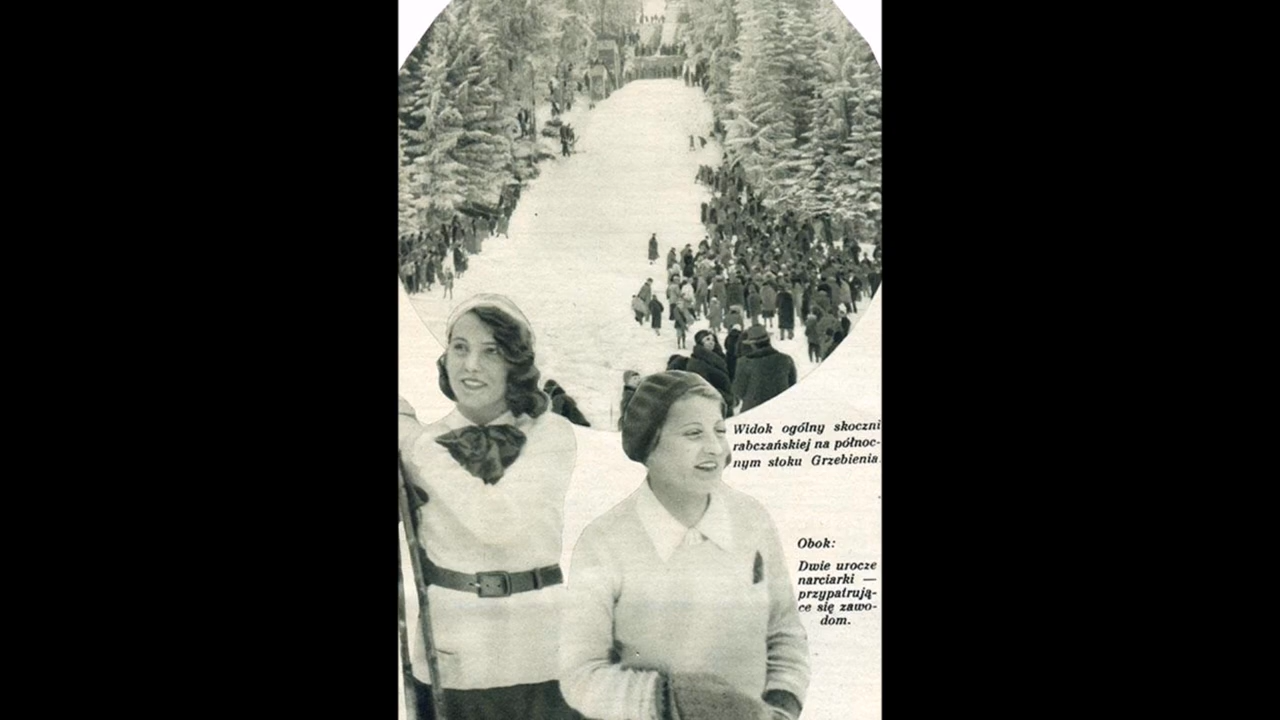 Widok ogólny skoczni
rabczańskiej na północ-
nym stoku Grzebienia.
Obok:
Dwie urocze
narciarki —
przypatrują-
ce się zawo-
dom.